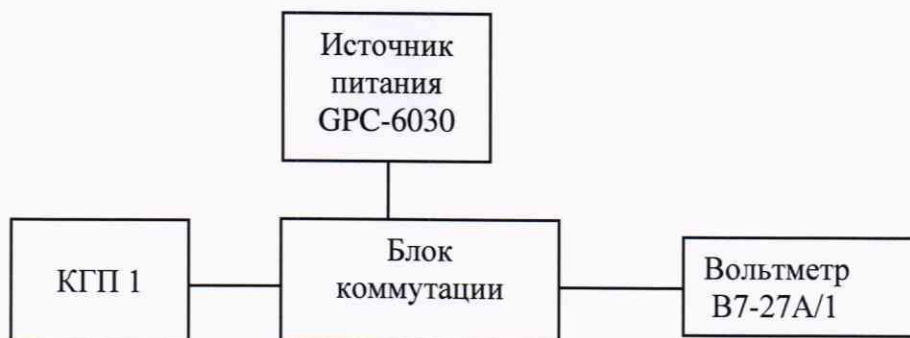 Источник
питания
GPC-6030
КГП 1
Блок
коммутации
Вольтметр
В7-27А/1